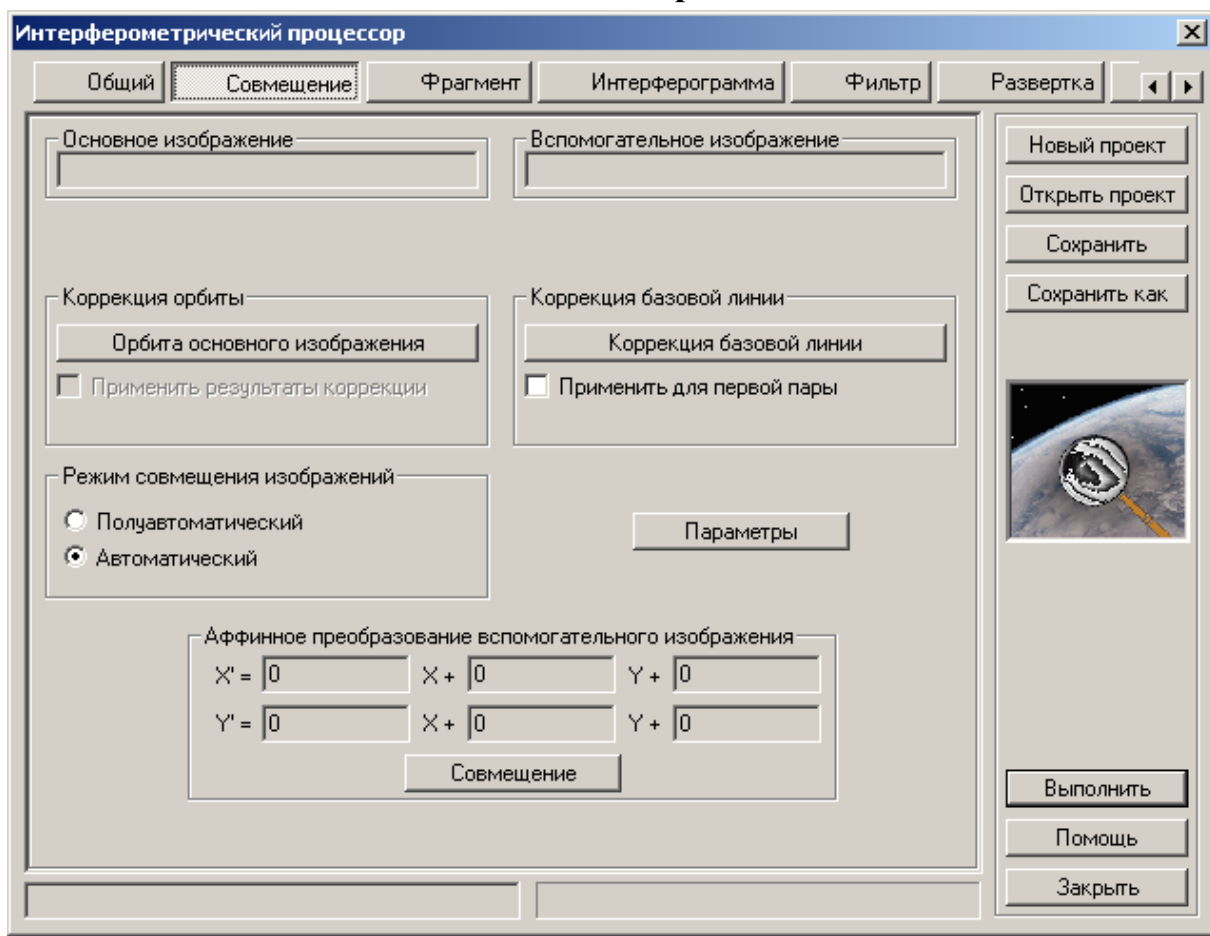 Интерферометрический процессор
Общий Совмещение Фрагмент Интерферограмма Фильтр Развертка
Основное изображение Вспомогательное изображение
Новый проект
Открыть проект
Сохранить
Сохранить как
Коррекция орбиты Коррекция базовой линии
Орбита основного изображения Коррекция базовой линии
Применить результаты коррекции Применить для первой пары
Режим совмещения изображений
Полуавтоматический
Автоматический
Параметры
Аффинное преобразование вспомогательного изображения
X' = 0 X + 0 Y + 0
Y' = 0 X + 0 Y + 0
Совмещение
Выполнить
Помощь
Закрыть